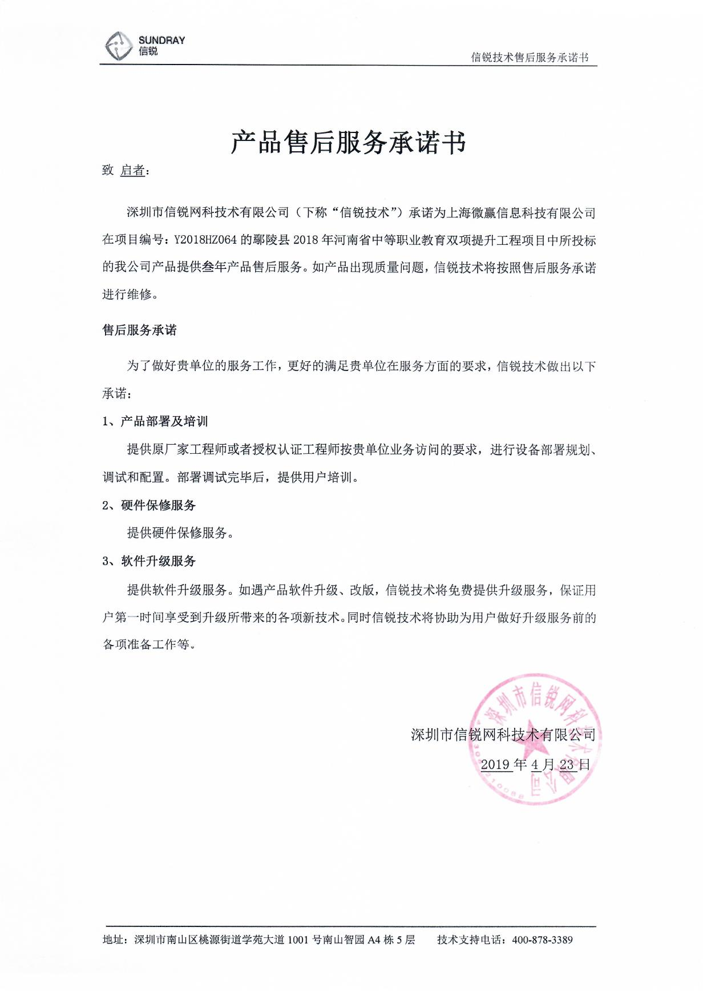 SUNDRAY
信锐
信锐技术售后服务承诺书
产品售后服务承诺书
致 启者：
深圳市信锐网科技术有限公司（下称“信锐技术”）承诺为上海微赢信息科技有限公司
在项目编号：Y2018HZ064 的鄢陵县 2018 年河南省中等职业教育双项提升工程项目中所投标
的我公司产品提供叁年产品售后服务。如产品出现质量问题，信锐技术将按照售后服务承诺
进行维修。
售后服务承诺
为了做好贵单位的服务工作，更好的满足贵单位在服务方面的要求，信锐技术做出以下
承诺：
1、产品部署及培训
提供原厂家工程师或者授权认证工程师按贵单位业务访问的要求，进行设备部署规划、
调试和配置。部署调试完毕后，提供用户培训。
2、硬件保修服务
提供硬件保修服务。
3、软件升级服务
提供软件升级服务。如遇产品软件升级、改版，信锐技术将免费提供升级服务，保证用
户第一时间享受到升级所带来的各项新技术。同时信锐技术将协助为用户做好升级服务前的
各项准备工作等。
深圳市信锐网科技术有限公司
深圳市信锐网科技术有限公司
2019 年 4 月 23 日
地址：深圳市南山区桃源街道学苑大道 1001 号南山智园 A4 栋 5 层 技术支持电话：400-878-3389